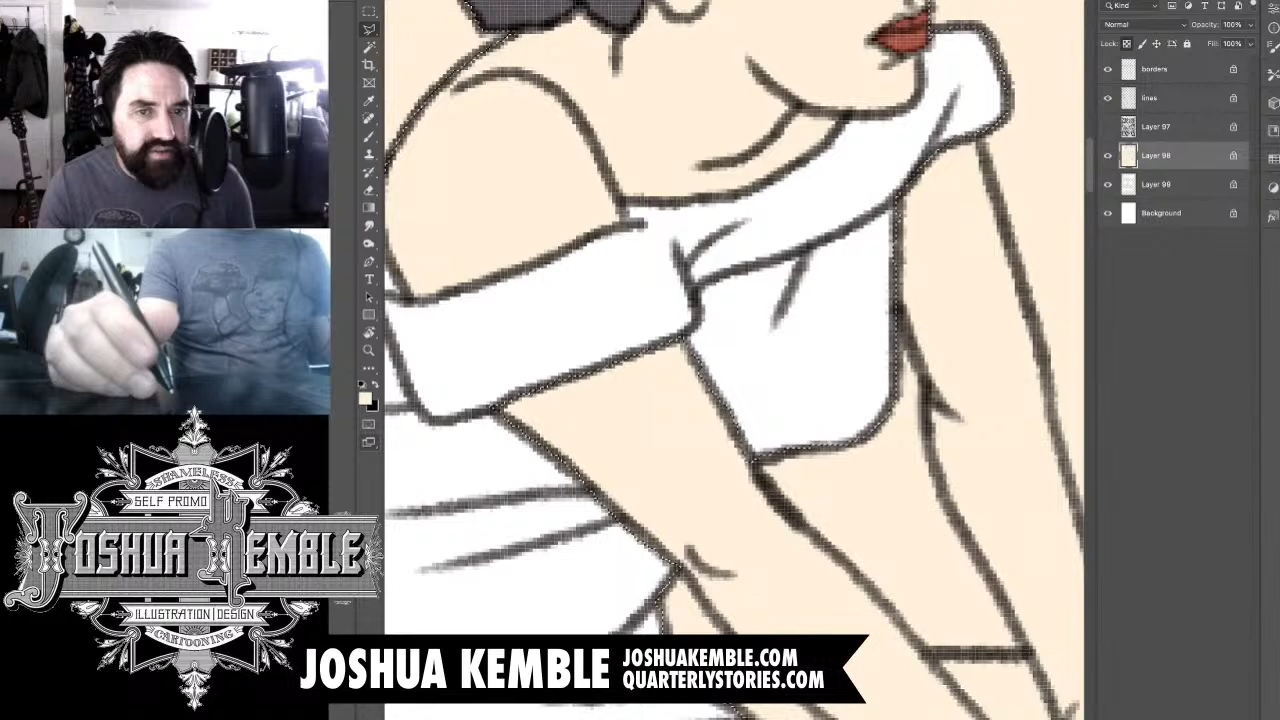 Kind
Normal
Opacity: 100%
Lock:
Fill: 100%
borders
lines
Layer 97
Layer 98
Layer 99
Background
SHAMELESS
SELF PROMO
JOSHUA KEMBLE
ILLUSTRATION|DESIGN
CARTOONING
JOSHUA KEMBLE
JOSHUAKEMBLE.COM
QUARTERLYSTORIES.COM